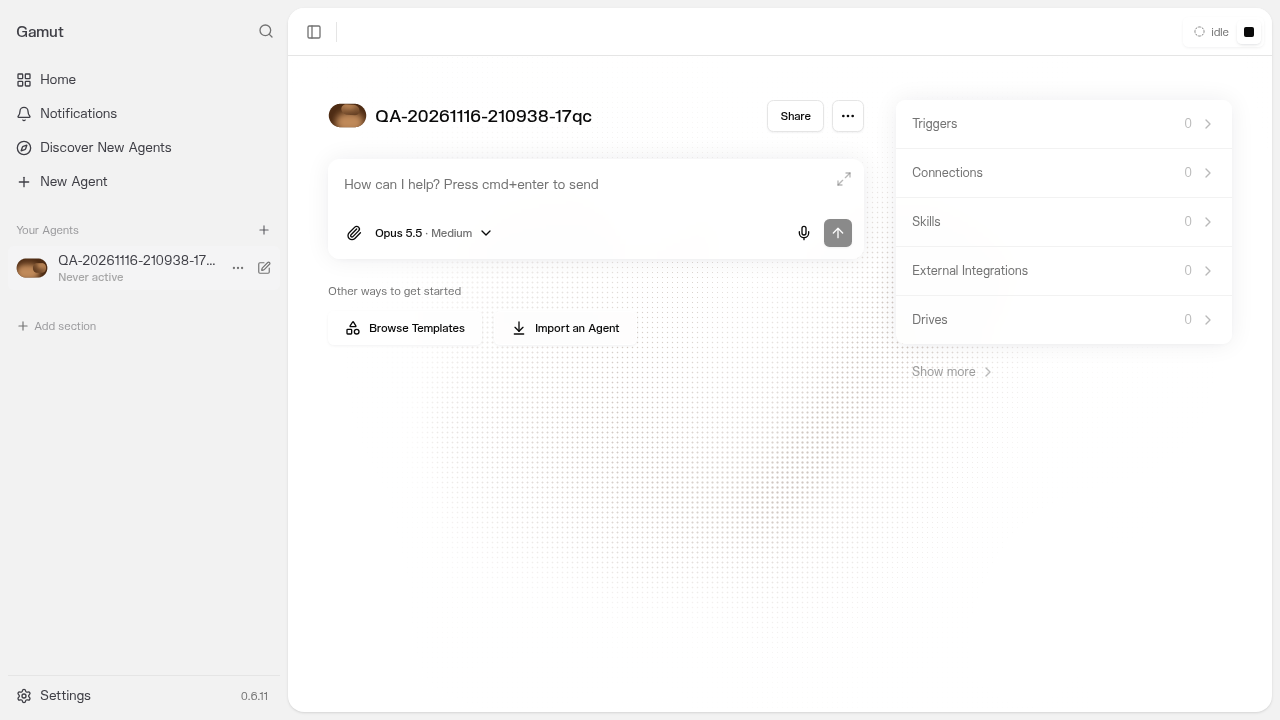 Gamut
idle
Home
Notifications
Discover New Agents
New Agent
Your Agents
QA-20261116-210938-17...
Never active
Add section
Settings
0.6.11
QA-20261116-210938-17qc
Share
How can I help? Press cmd+enter to send
Opus 5.5 · Medium
Other ways to get started
Browse Templates
Import an Agent
Triggers 0
Connections 0
Skills 0
External Integrations 0
Drives 0
Show more